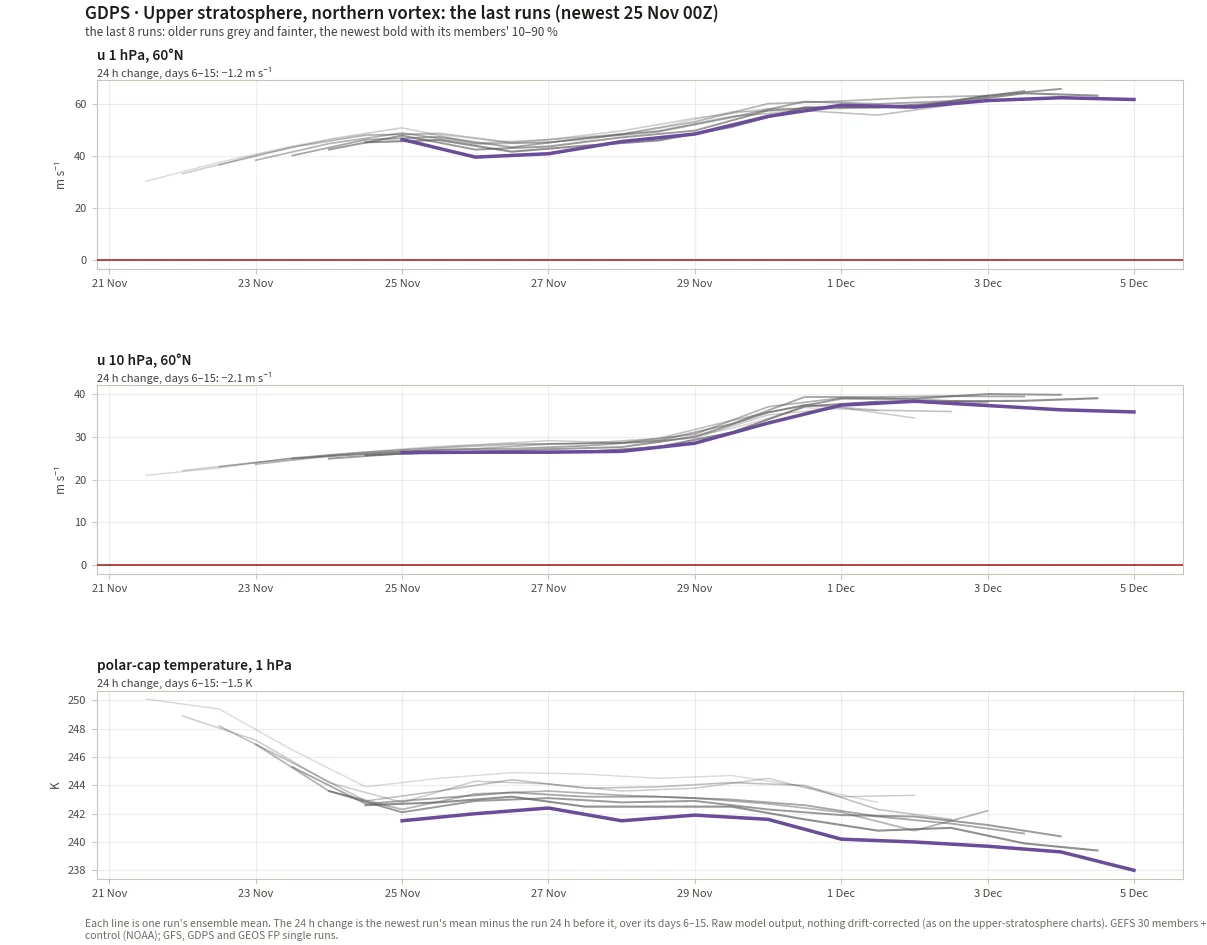 GDPS · Upper stratosphere, northern vortex: the last runs (newest 25 Nov 00Z)
the last 8 runs: older runs grey and fainter, the newest bold with its members' 10–90 %
u 1 hPa, 60°N
24 h change, days 6–15: −1.2 m s⁻¹
60
40
20
0
m s⁻¹
21 Nov 23 Nov 25 Nov 27 Nov 29 Nov 1 Dec 3 Dec 5 Dec
u 10 hPa, 60°N
24 h change, days 6–15: −2.1 m s⁻¹
40
30
20
10
0
m s⁻¹
21 Nov 23 Nov 25 Nov 27 Nov 29 Nov 1 Dec 3 Dec 5 Dec
polar-cap temperature, 1 hPa
24 h change, days 6–15: −1.5 K
250
248
246
244
242
240
238
K
21 Nov 23 Nov 25 Nov 27 Nov 29 Nov 1 Dec 3 Dec 5 Dec
Each line is one run's ensemble mean. The 24 h change is the newest run's mean minus the run 24 h before it, over its days 6–15. Raw model output, nothing drift-corrected (as on the upper-stratosphere charts). GEFS 30 members +
control (NOAA); GFS, GDPS and GEOS FP single runs.